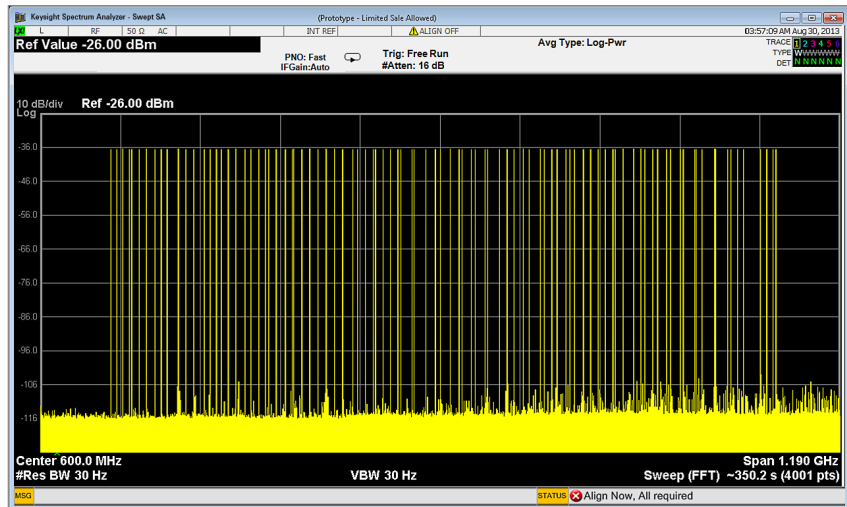 Keysight Spectrum Analyzer - Swept SA
(Prototype - Limited Sale Allowed)
LXI L RF 50 Ω AC INT REF ALIGN OFF 03:57:09 AM Aug 30, 2013
Ref Value -26.00 dBm
PNO: Fast
IFGain:Auto
Trig: Free Run
#Atten: 16 dB
Avg Type: Log-Pwr
TRACE 1 2 3 4 5 6
TYPE WWWWWW
DET N N N N N N
10 dB/div Ref -26.00 dBm
Log
-36.0
-46.0
-56.0
-66.0
-76.0
-86.0
-96.0
-106
-116
Center 600.0 MHz Span 1.190 GHz
#Res BW 30 Hz VBW 30 Hz Sweep (FFT) ~350.2 s (4001 pts)
MSG STATUS Align Now, All required